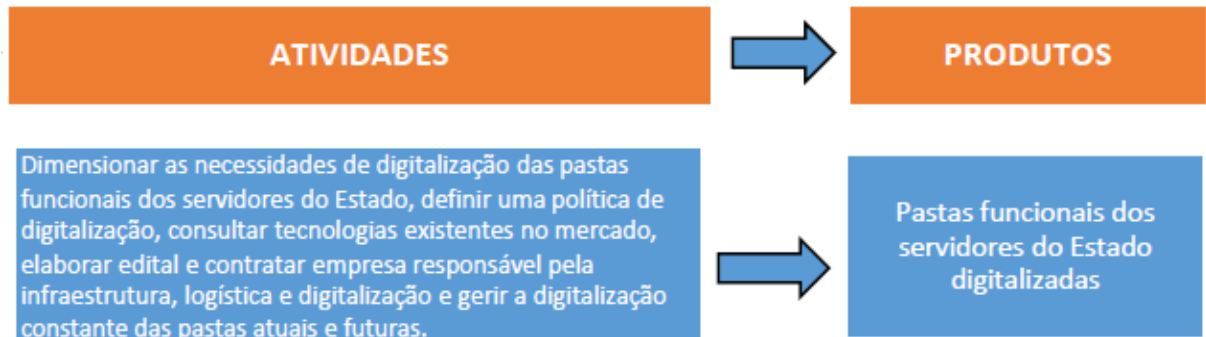 ATIVIDADES
PRODUTOS
Dimensionar as necessidades de digitalização das pastas
funcionais dos servidores do Estado, definir uma política de
digitalização, consultar tecnologias existentes no mercado,
elaborar edital e contratar empresa responsável pela
infraestrutura, logística e digitalização e gerir a digitalização
constante das pastas atuais e futuras.
Pastas funcionais dos
servidores do Estado
digitalizadas